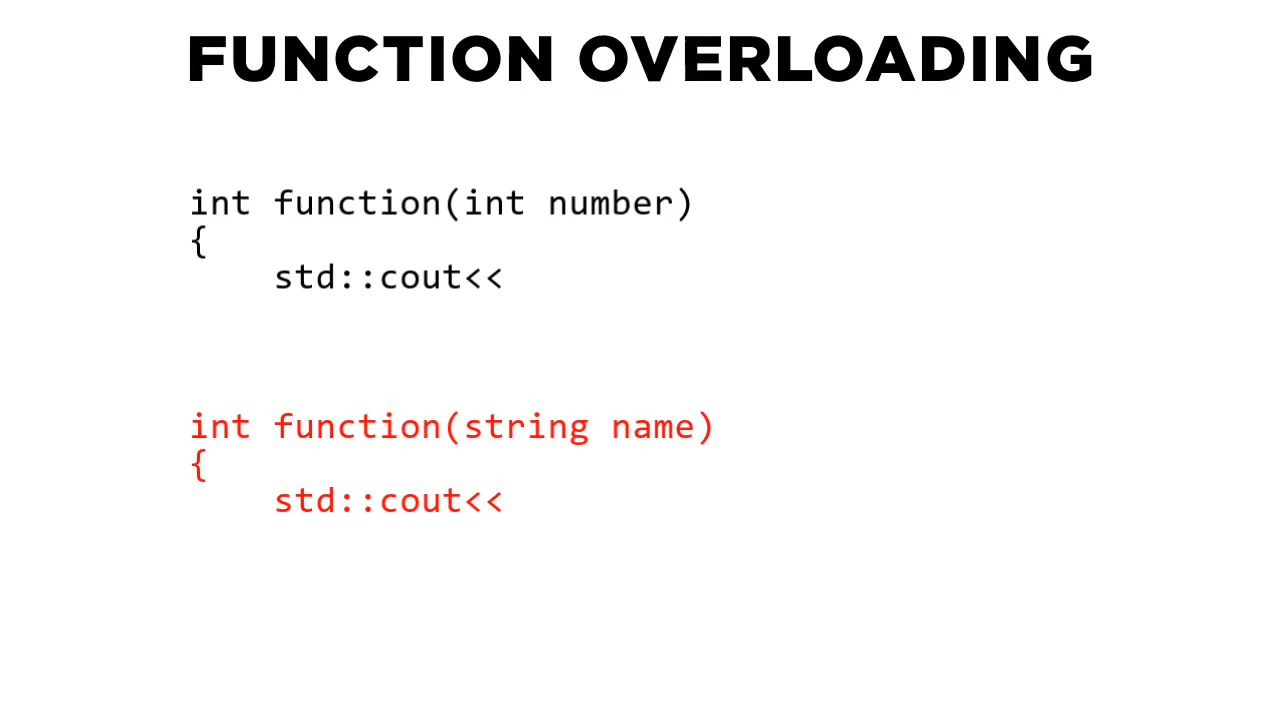 FUNCTION OVERLOADING
int function(int number)
{
std::cout<<
int function(string name)
{
std::cout<<